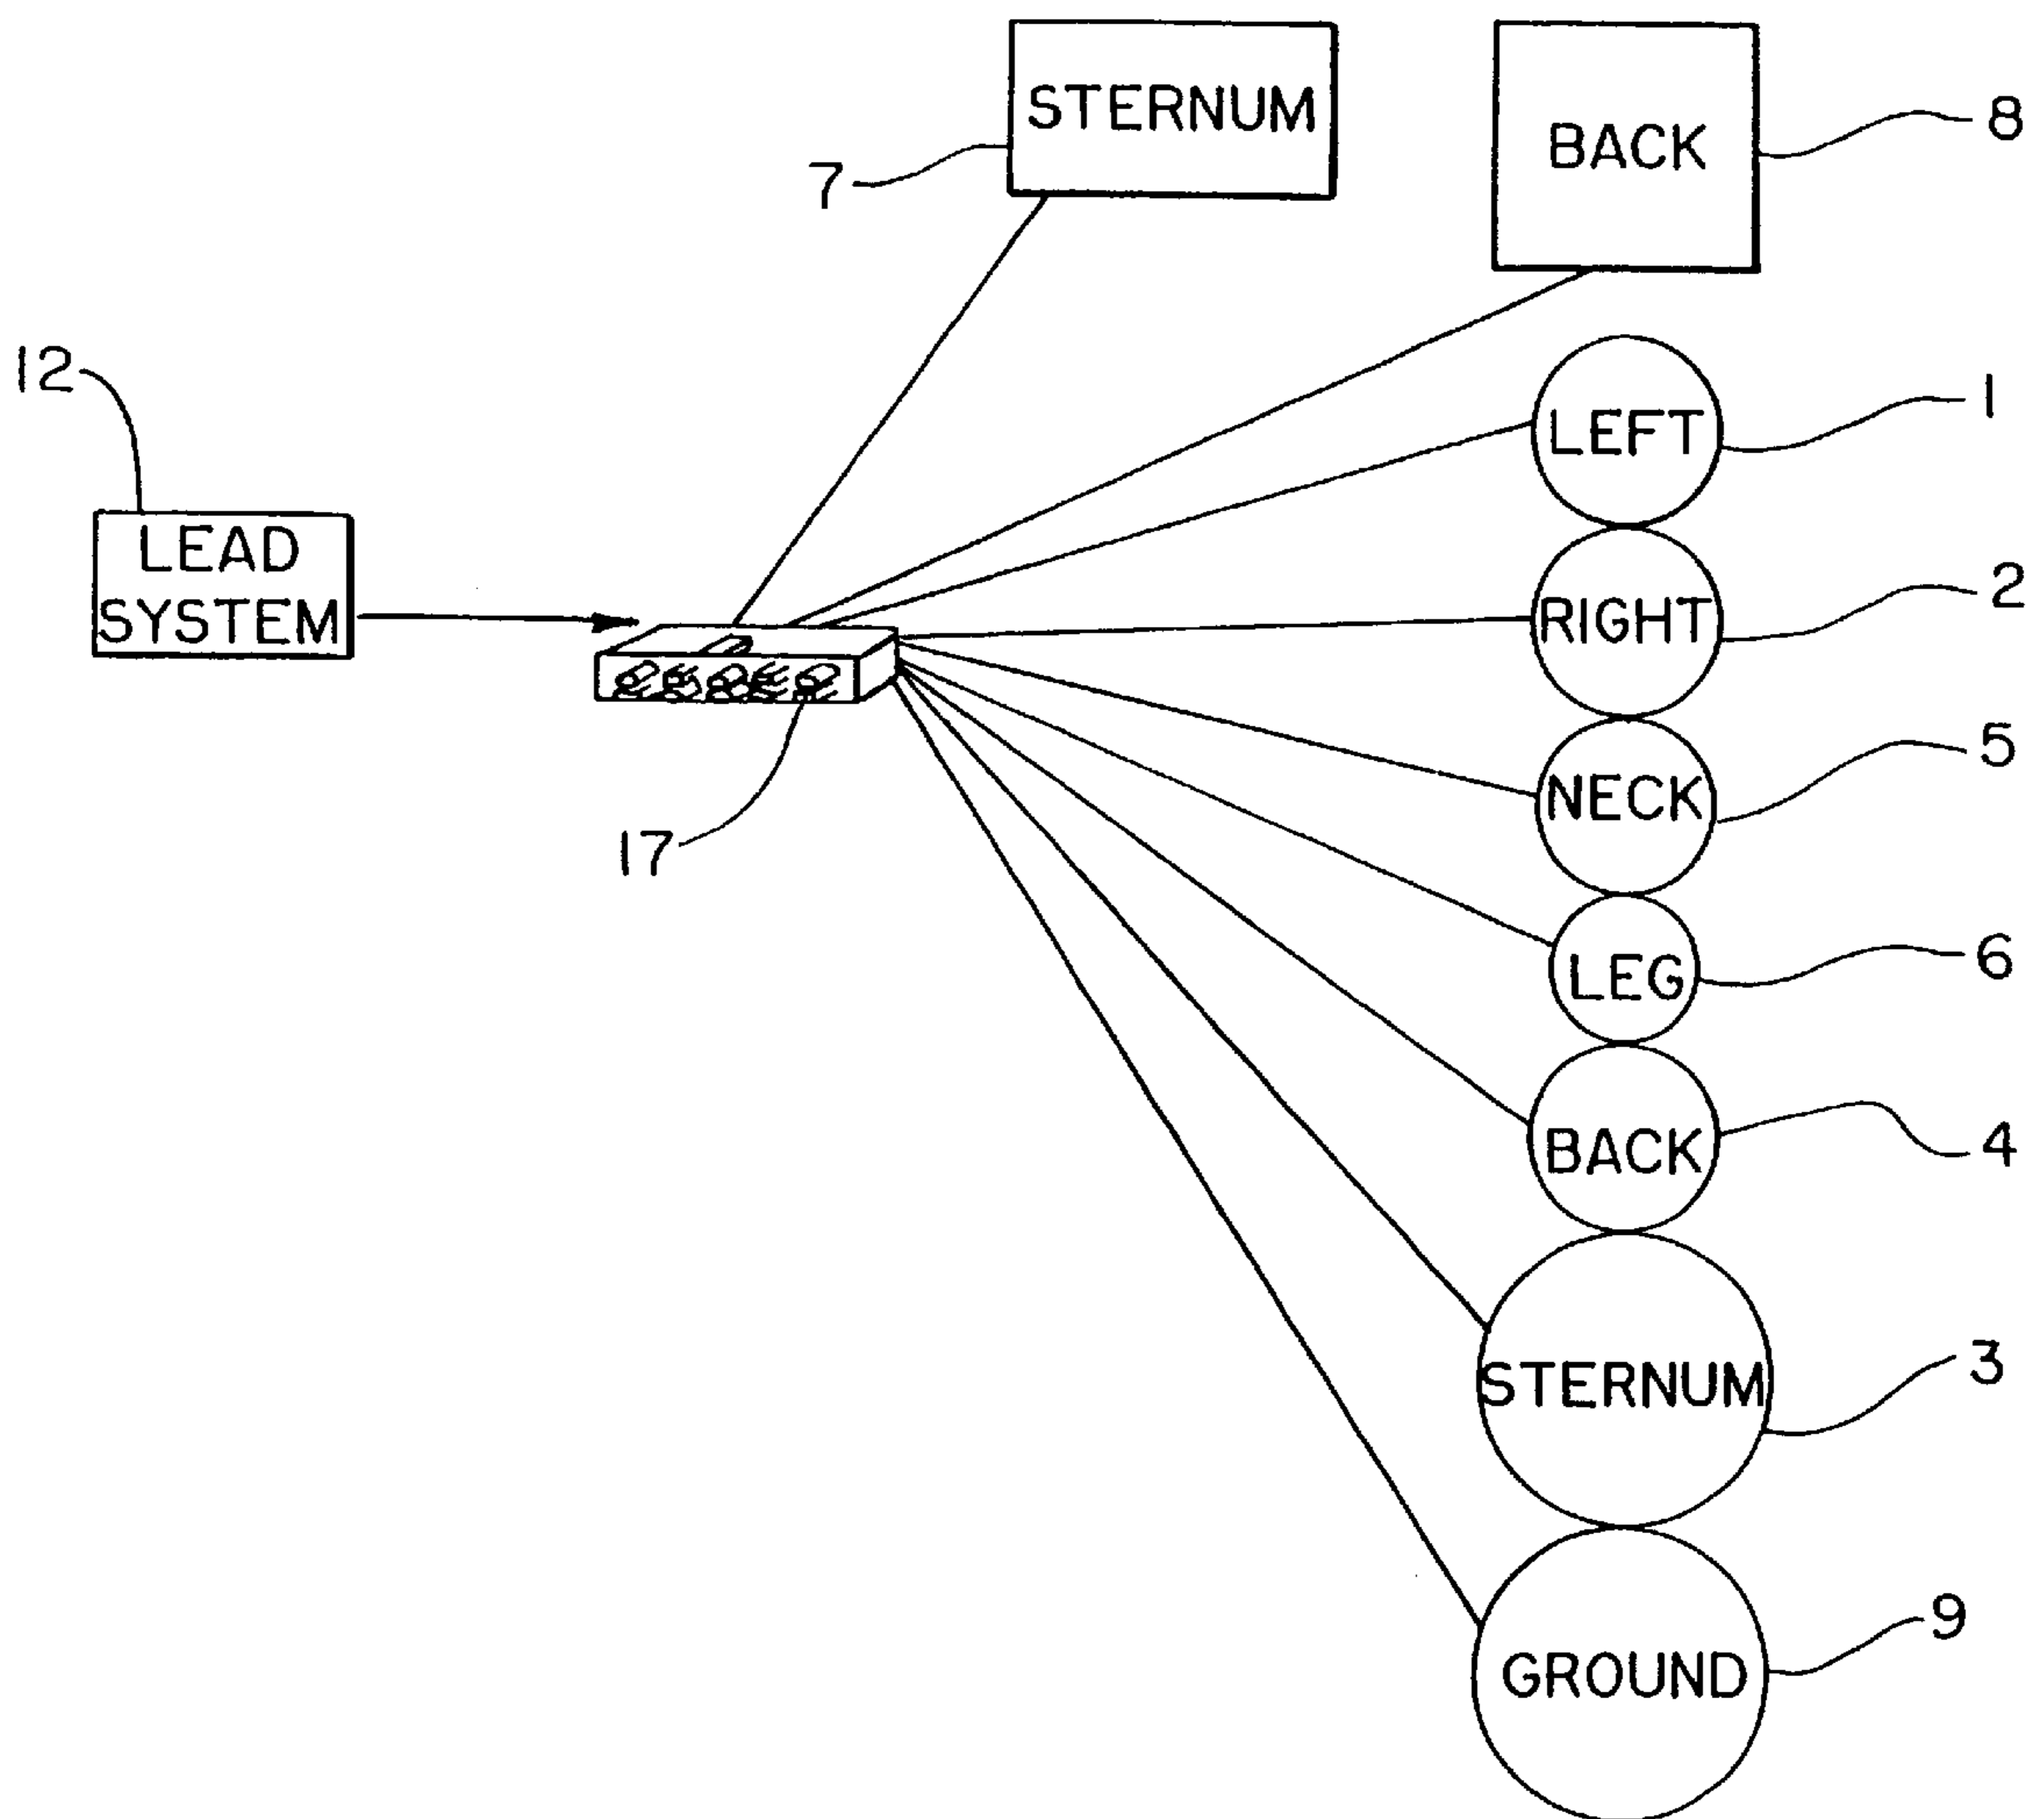 STERNUM
7
BACK
8
12
LEAD
SYSTEM
LEFT
1
RIGHT
2
17
NECK
5
LEG
6
BACK
4
STERNUM
3
GROUND
9